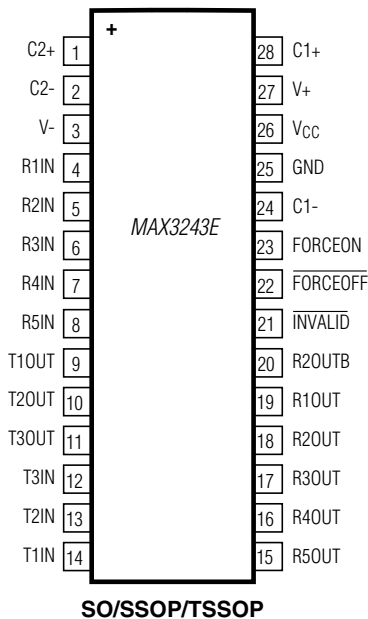 +
C2+ 1 28 C1+
C2- 2 27 V+
V- 3 26 VCC
R1IN 4 25 GND
R2IN 5 24 C1-
MAX3243E
R3IN 6 23 FORCEON
R4IN 7 22 FORCEOFF
R5IN 8 21 INVALID
T1OUT 9 20 R2OUTB
T2OUT 10 19 R1OUT
T3OUT 11 18 R2OUT
T3IN 12 17 R3OUT
T2IN 13 16 R4OUT
T1IN 14 15 R5OUT
SO/SSOP/TSSOP